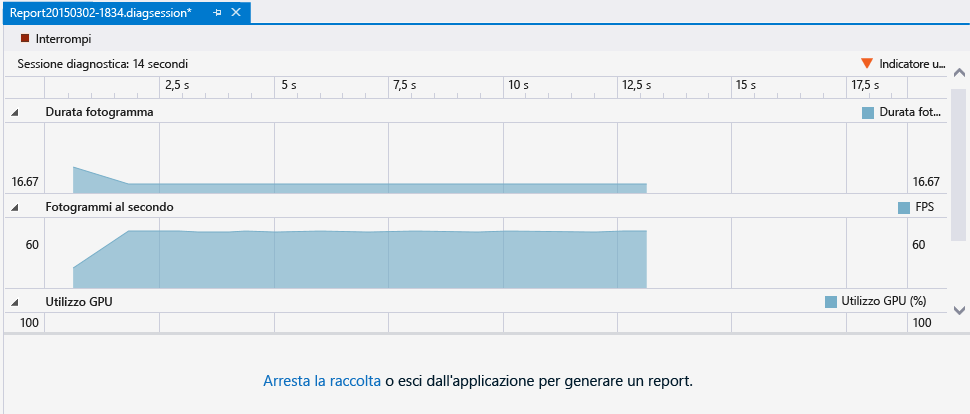 Report20150302-1834.diagsession*
Interrompi
Sessione diagnostica: 14 secondi
Indicatore u...
2,5 s 5 s 7,5 s 10 s 12,5 s 15 s 17,5 s
Durata fotogramma
Durata fot...
16.67 16.67
Fotogrammi al secondo
FPS
60 60
Utilizzo GPU
Utilizzo GPU (%)
100 100
Arresta la raccolta o esci dall'applicazione per generare un report.